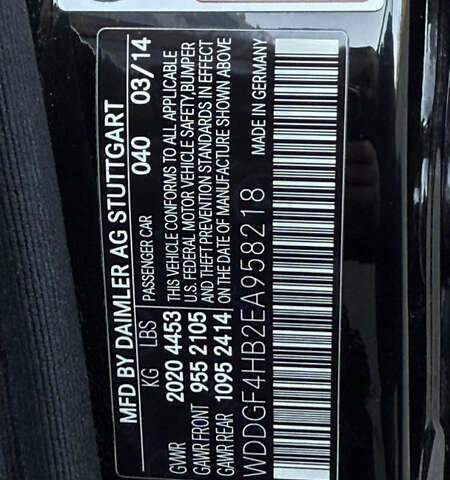 MFD BY DAIMLER AG STUTTGART
KG LBS PASSENGER CAR 040 03/14
GVWR 2020 4453 THIS VEHICLE CONFORMS TO ALL APPLICABLE
GAWR FRONT 955 2105 U.S. FEDERAL MOTOR VEHICLE SAFETY, BUMPER
GAWR REAR 1095 2414 AND THEFT PREVENTION STANDARDS IN EFFECT
ON THE DATE OF MANUFACTURE SHOWN ABOVE
WDDGF4HB2EA958218 MADE IN GERMANY